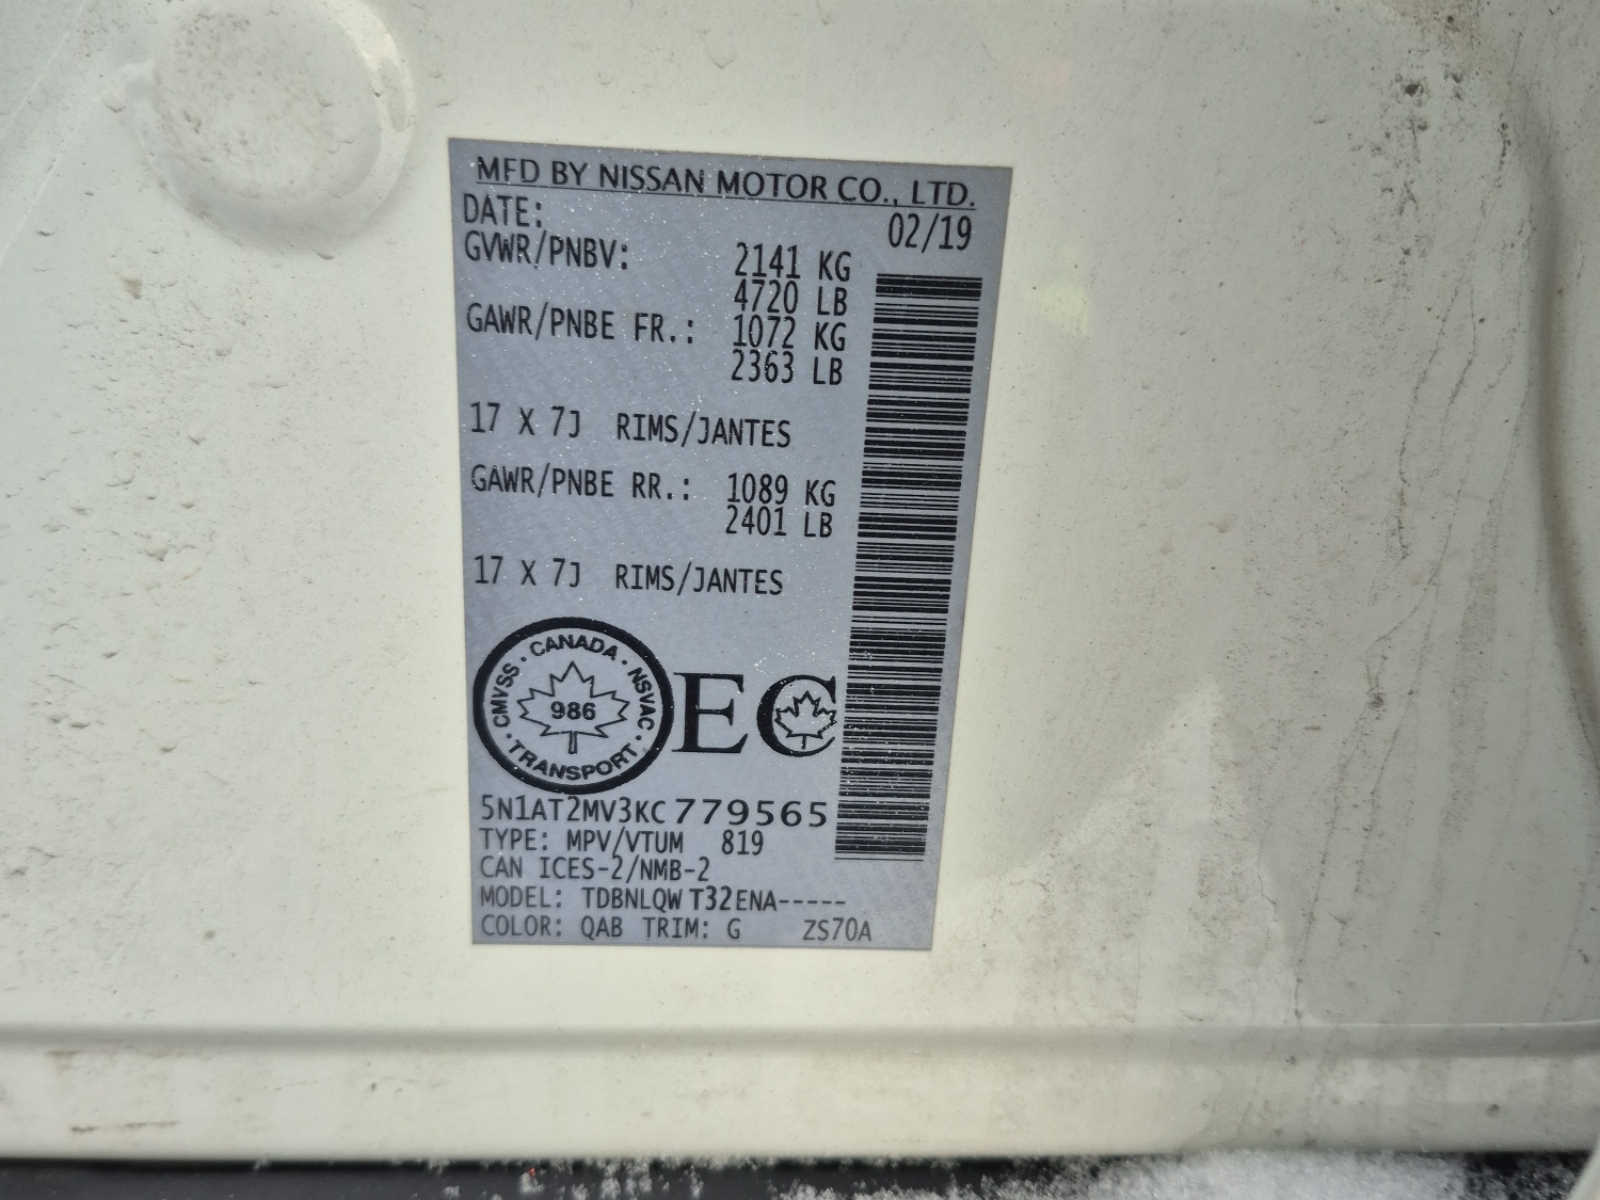 MFD BY NISSAN MOTOR CO., LTD.
DATE: 02/19
GVWR/PNBV: 2141 KG
4720 LB
GAWR/PNBE FR.: 1072 KG
2363 LB
17 X 7J RIMS/JANTES
GAWR/PNBE RR.: 1089 KG
2401 LB
17 X 7J RIMS/JANTES
CANADA · NSVAC · TRANSPORT · CMVSS ·
986
EC
5N1AT2MV3KC779565
TYPE: MPV/VTUM 819
CAN ICES-2/NMB-2
MODEL: TDBNLQW T32ENA-----
COLOR: QAB TRIM: G ZS70A